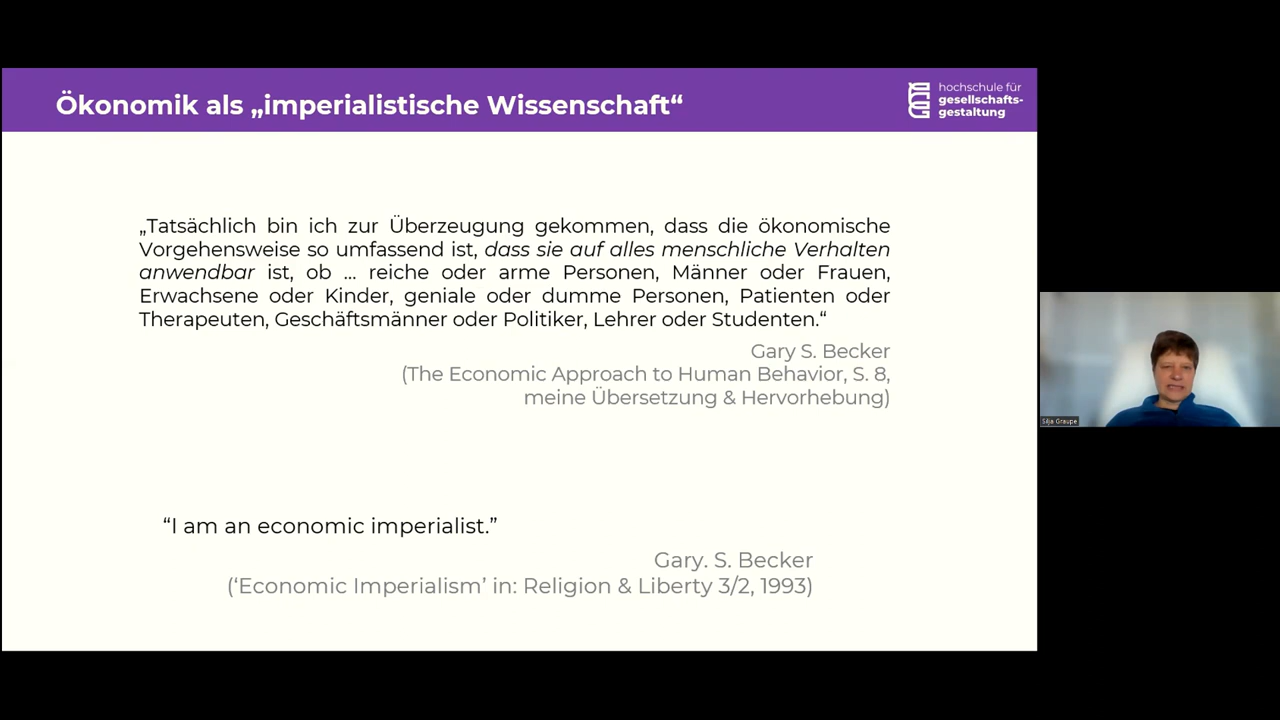 Ökonomik als „imperialistische Wissenschaft“
hochschule für
gesellschafts-
gestaltung
„Tatsächlich bin ich zur Überzeugung gekommen, dass die ökonomische
Vorgehensweise so umfassend ist, dass sie auf alles menschliche Verhalten
anwendbar ist, ob ... reiche oder arme Personen, Männer oder Frauen,
Erwachsene oder Kinder, geniale oder dumme Personen, Patienten oder
Therapeuten, Geschäftsmänner oder Politiker, Lehrer oder Studenten.“
Gary S. Becker
(The Economic Approach to Human Behavior, S. 8,
meine Übersetzung & Hervorhebung)
“I am an economic imperialist.”
Gary. S. Becker
(‘Economic Imperialism’ in: Religion & Liberty 3/2, 1993)
Silja Graupe